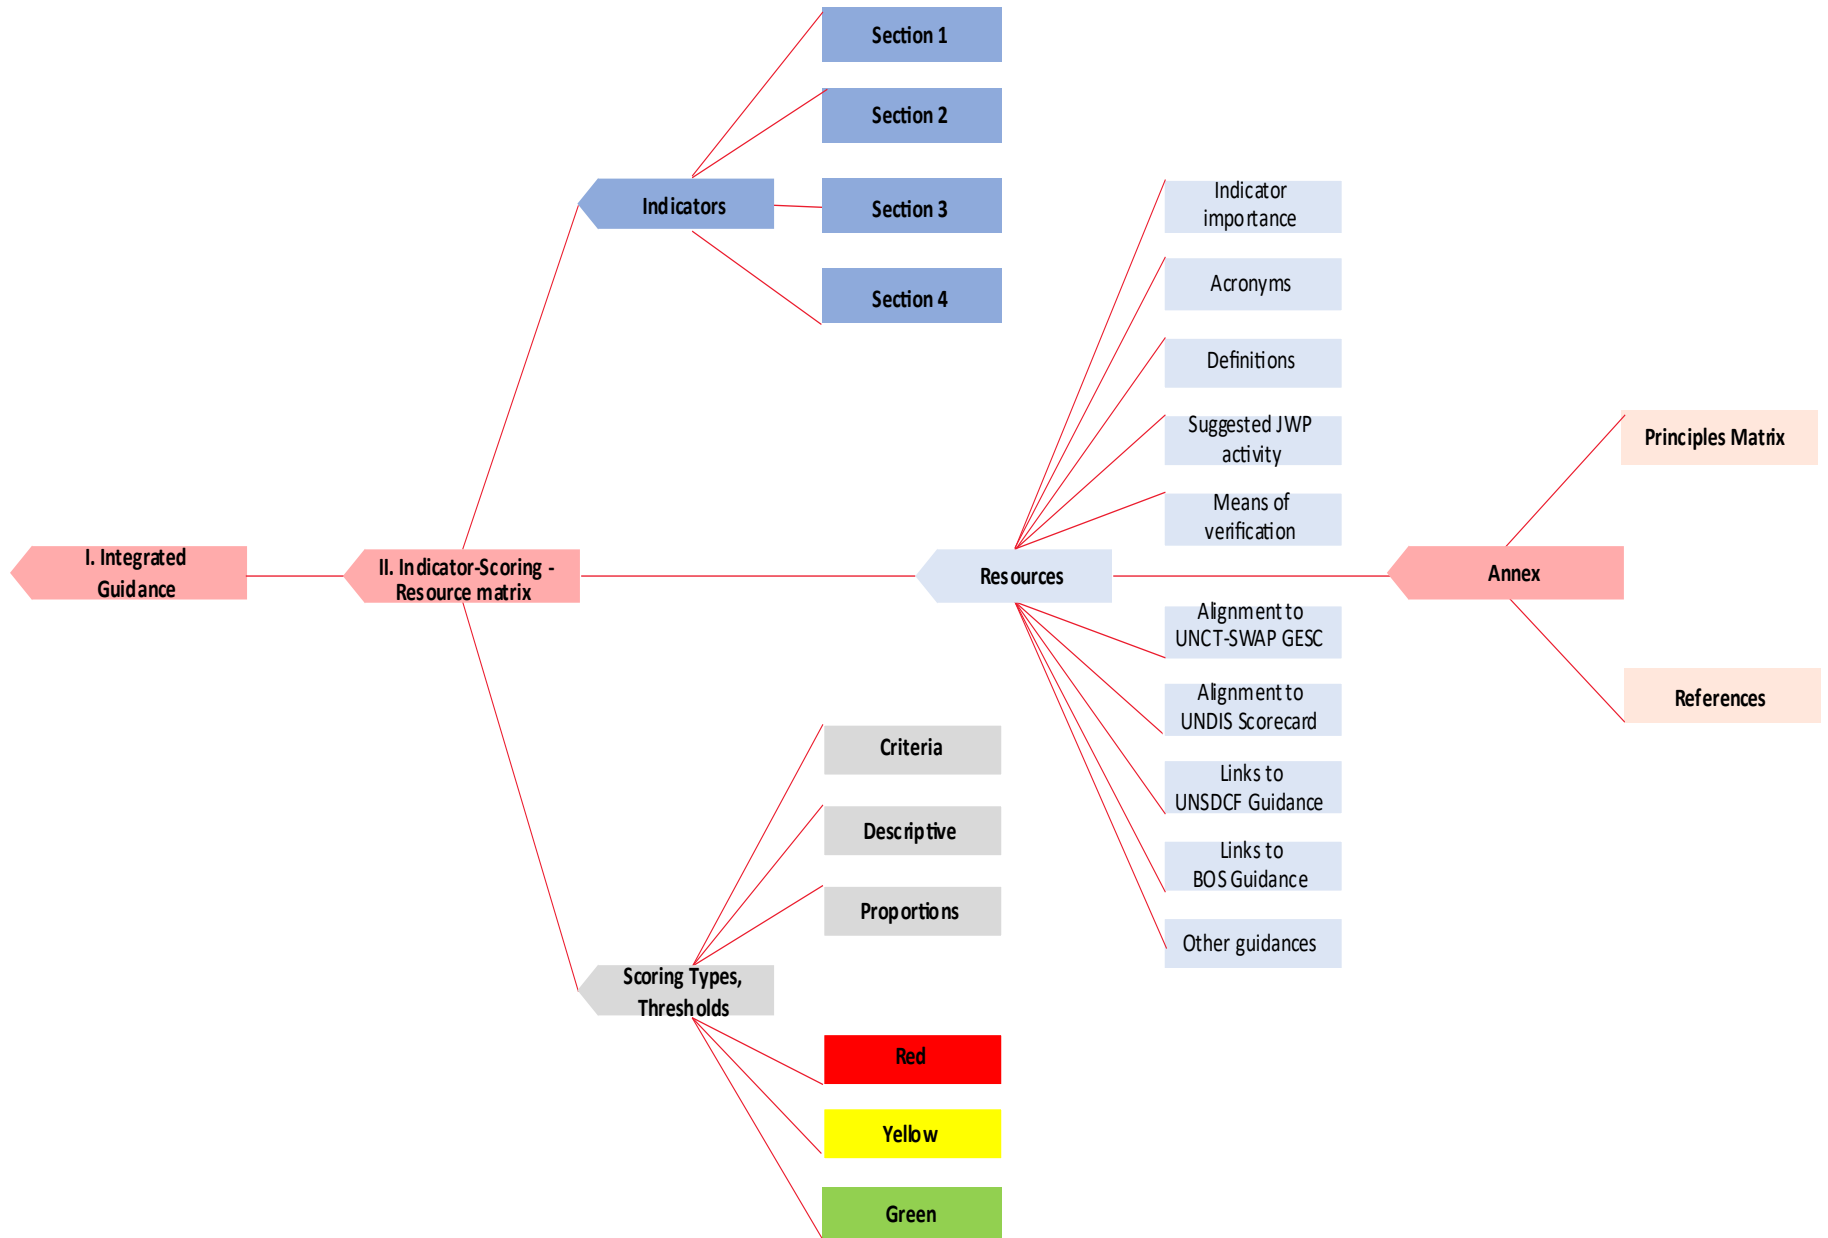 Section 1
Section 2
Indicators
Section 3
Section 4
Indicator
importance
Acronyms
Definitions
Suggested JWP
activity
Means of
verification
Principles Matrix
I. Integrated
Guidance
II. Indicator-Scoring -
Resource matrix
Resources
Annex
Alignment to
UNCT-SWAP GESC
Alignment to
UNDIS Scorecard
Links to
UNSDCF Guidance
Links to
BOS Guidance
Other guidances
References
Criteria
Descriptive
Proportions
Scoring Types,
Thresholds
Red
Yellow
Green